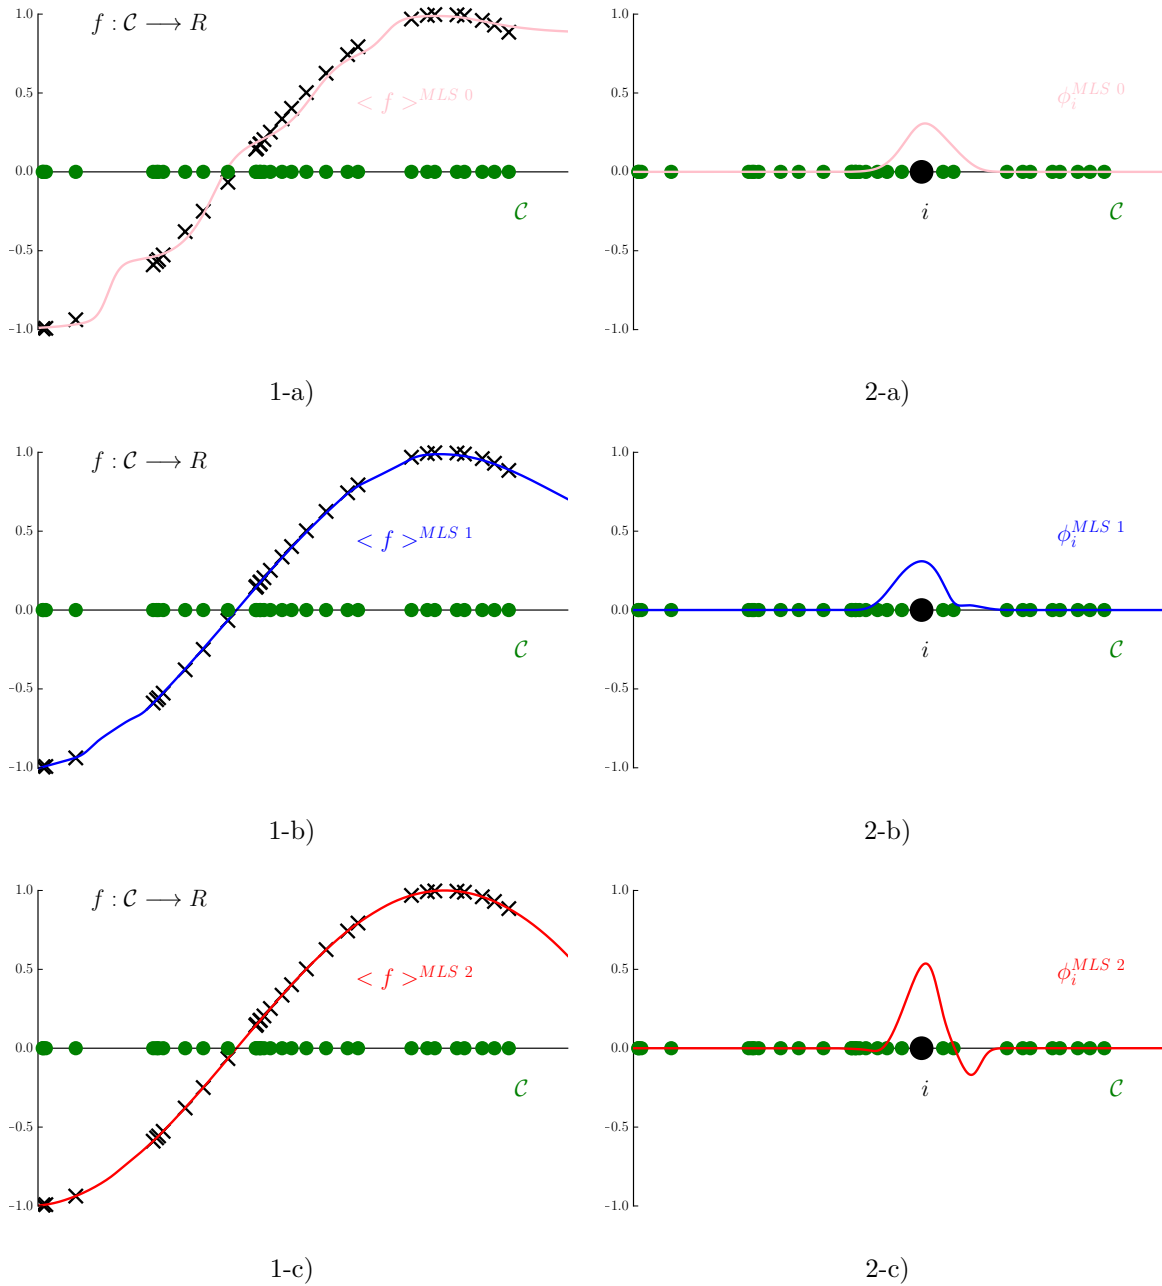 f : C ⟶ R
1.0
0.5
0.0
−0.5
−1.0
< f >^{MLS 0}
C
1-a)
1.0
0.5
0.0
−0.5
−1.0
ϕ_i^{MLS 0}
i
C
2-a)
f : C ⟶ R
1.0
0.5
0.0
−0.5
−1.0
< f >^{MLS 1}
C
1-b)
1.0
0.5
0.0
−0.5
−1.0
ϕ_i^{MLS 1}
i
C
2-b)
f : C ⟶ R
1.0
0.5
0.0
−0.5
−1.0
< f >^{MLS 2}
C
1-c)
1.0
0.5
0.0
−0.5
−1.0
ϕ_i^{MLS 2}
i
C
2-c)